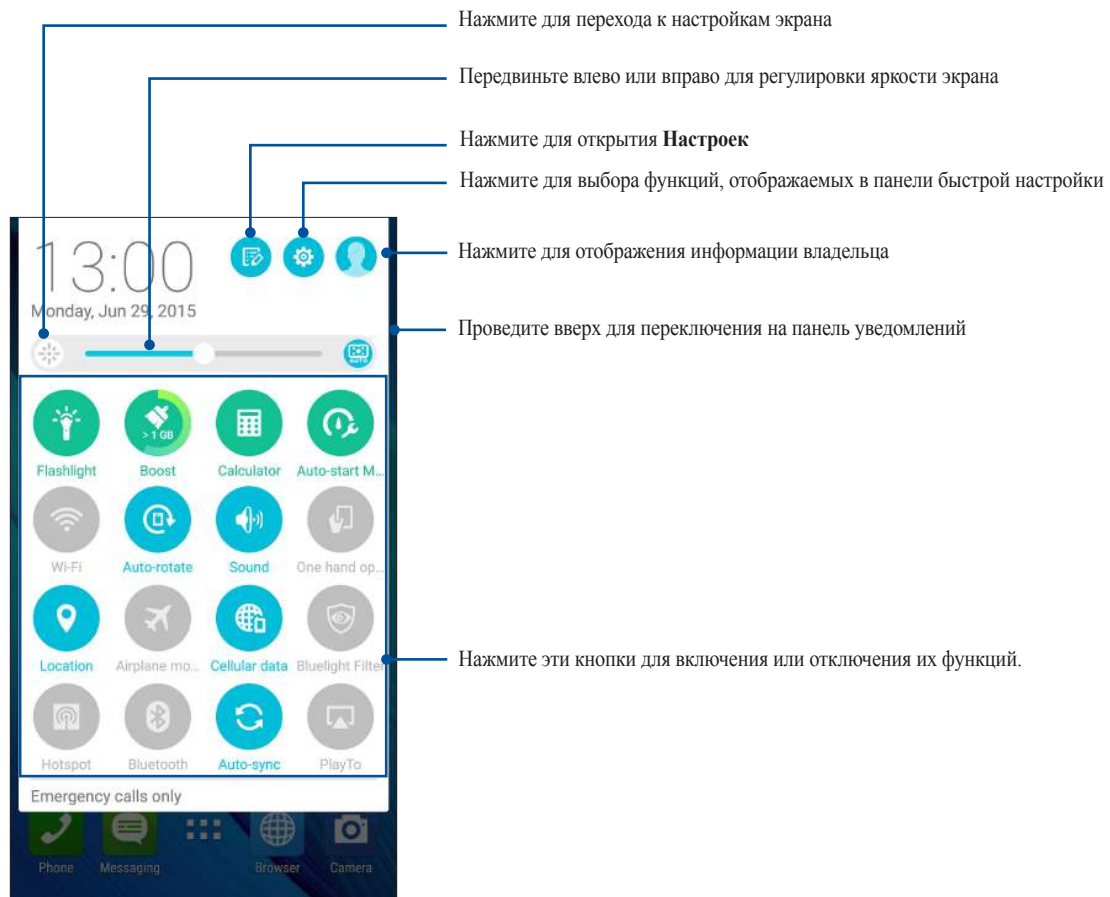 Нажмите для перехода к настройкам экрана
Передвиньте влево или вправо для регулировки яркости экрана
Нажмите для открытия Настроек
Нажмите для выбора функций, отображаемых в панели быстрой настройки
Нажмите для отображения информации владельца
Проведите вверх для переключения на панель уведомлений
Нажмите эти кнопки для включения или отключения их функций.
13:00
Monday, Jun 29, 2015
AUTO
> 1 GB
Flashlight Boost Calculator Auto-start M...
Wi-Fi Auto-rotate Sound One hand op...
Location Airplane mo... Cellular data Bluelight Filter
Hotspot Bluetooth Auto-sync PlayTo
Emergency calls only
Phone Messaging Browser Camera